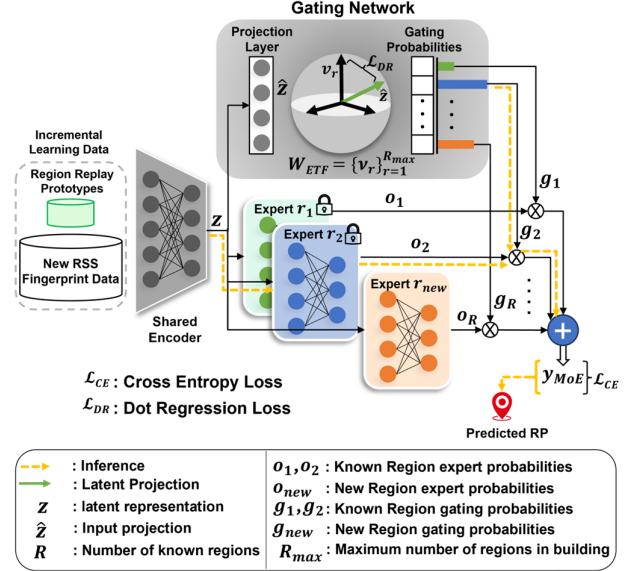 Gating Network
Projection
Layer
ẑ
v_r
ℒ_DR
ẑ
Gating
Probabilities
W_ETF = {v_r}_{r=1}^{R_max}
Incremental
Learning Data
Region Replay
Prototypes
New RSS
Fingerprint Data
Shared
Encoder
z
Expert r_1
o_1
g_1
Expert r_2
o_2
g_2
Expert r_new
o_R
g_R
+
y_MoE
ℒ_CE
Predicted RP
ℒ_CE : Cross Entropy Loss
ℒ_DR : Dot Regression Loss
: Inference
: Latent Projection
z : latent representation
ẑ : Input projection
R : Number of known regions
o_1,o_2 : Known Region expert probabilities
o_new : New Region expert probabilities
g_1,g_2 : Known Region gating probabilities
g_new : New Region gating probabilities
R_max : Maximum number of regions in building